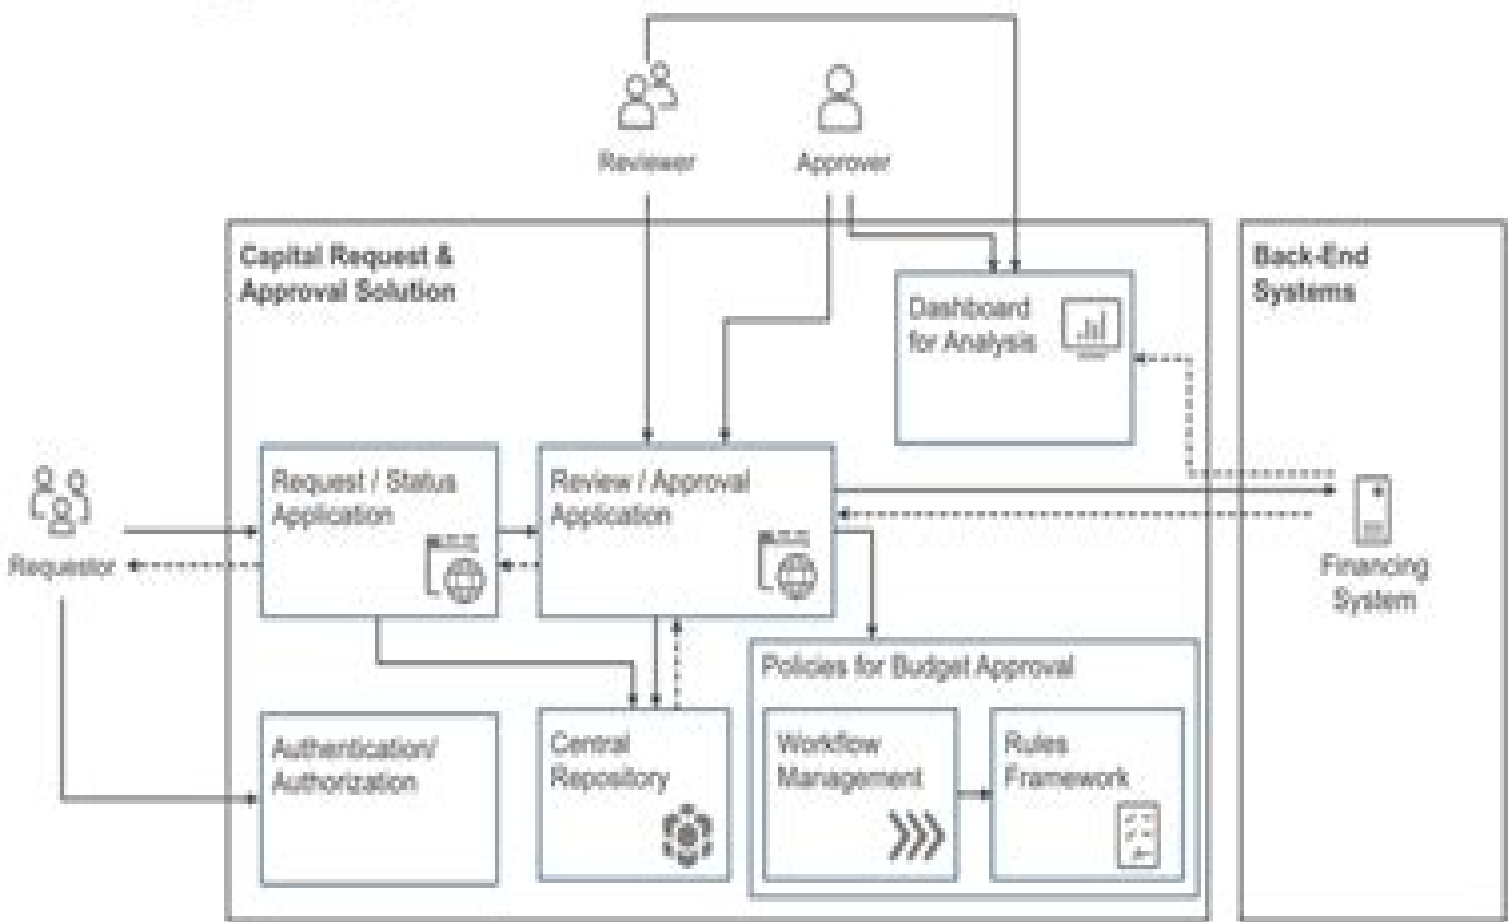 Reviewer
Approver
Capital Request &
Approval Solution
Back-End
Systems
Dashboard
for Analysis
Request / Status
Application
Review / Approval
Application
Requestor
Financing
System
Policies for Budget Approval
Authentication/
Authorization
Central
Repository
Workflow
Management
Rules
Framework